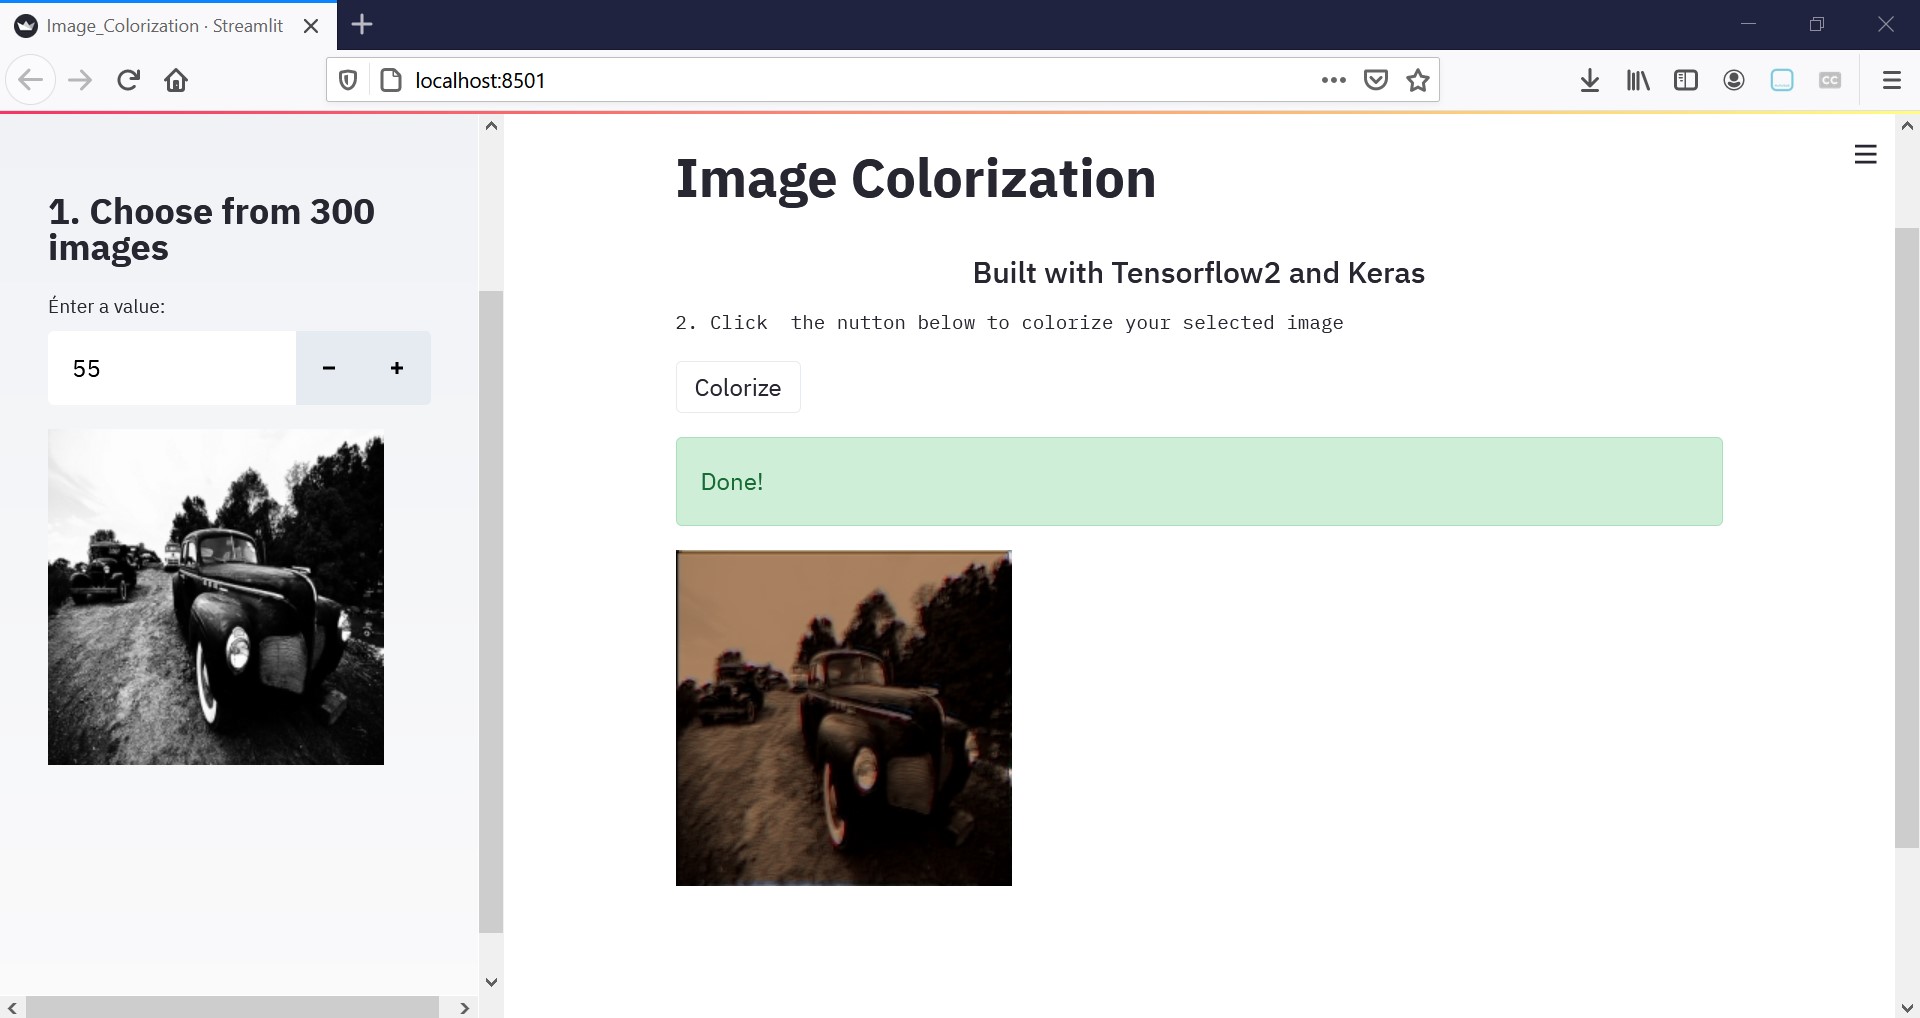 Image_Colorization · Streamlit
localhost:8501
CC
1. Choose from 300
images
Énter a value:
55
Image Colorization
Built with Tensorflow2 and Keras
2. Click  the nutton below to colorize your selected image
Colorize
Done!